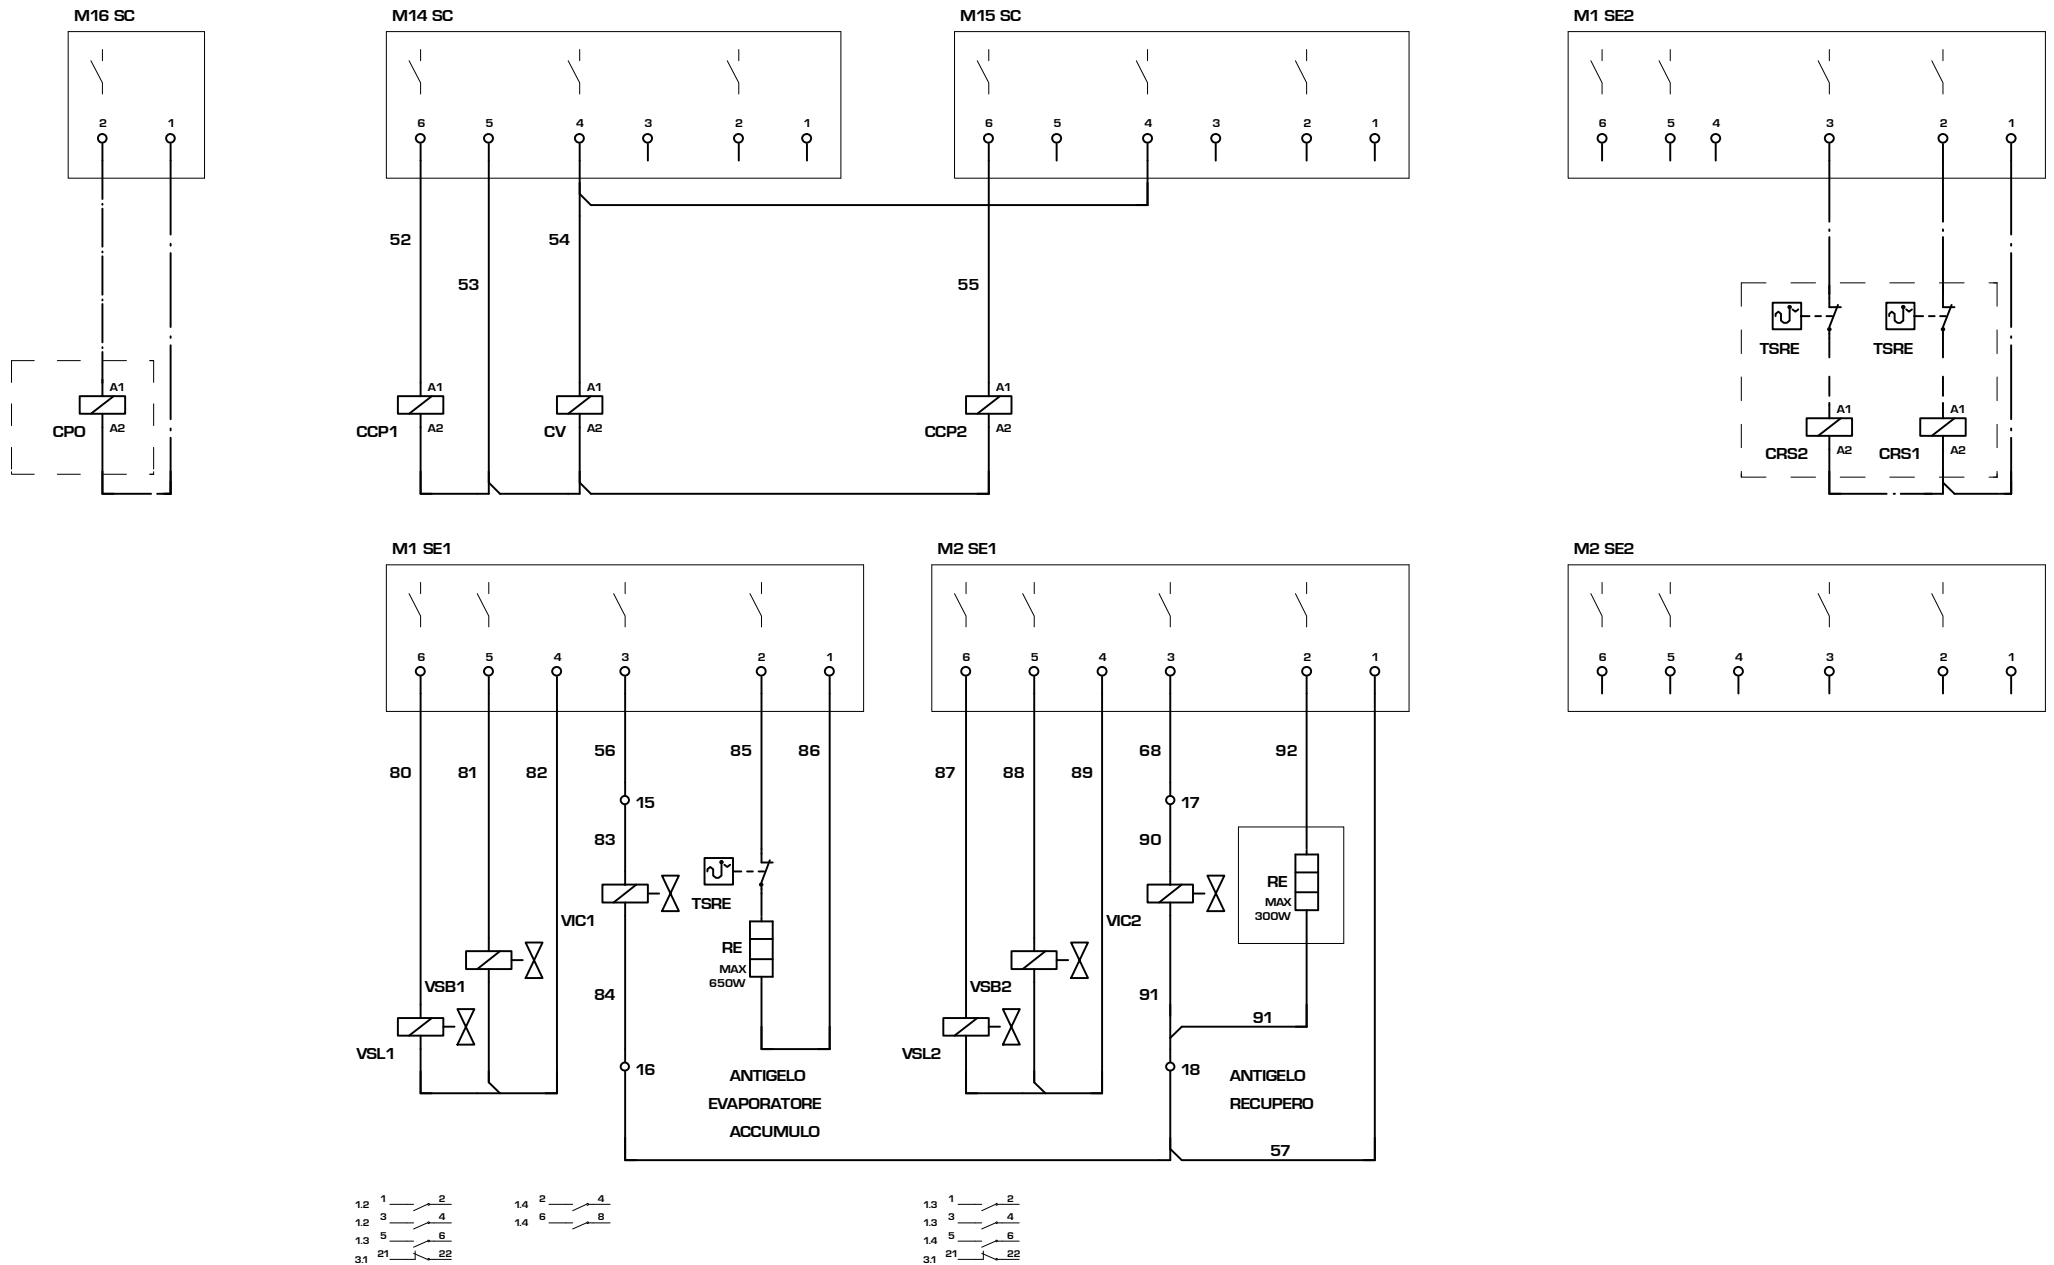 M16 SC M14 SC M15 SC M1 SE2
2 1 6 5 4 3 2 1 6 5 4 3 2 1 6 5 4 3 2 1
52 54
53 55
TSRE TSRE
A1 A1 A1 A1
A1 A1
CPO A2 CCP1 A2 CV A2 CCP2 A2
CRS2 A2 CRS1 A2
M1 SE1 M2 SE1 M2 SE2
6 5 4 3 2 1 6 5 4 3 2 1 6 5 4 3 2 1
56 85 86 68 92
80 81 82 87 88 89
15 17
83 90
RE
TSRE MAX
300W
VIC1 VIC2
RE
MAX
650W
VSB1 VSB2
84 91
91
VSL1 VSL2
16 ANTIGELO 18 ANTIGELO
EVAPORATORE RECUPERO
ACCUMULO
57
1.2 1 2 1.4 2 4 1.3 1 2
1.2 3 4 1.4 6 8 1.3 3 4
1.3 5 6 1.4 5 6
3.1 21 22 3.1 21 22